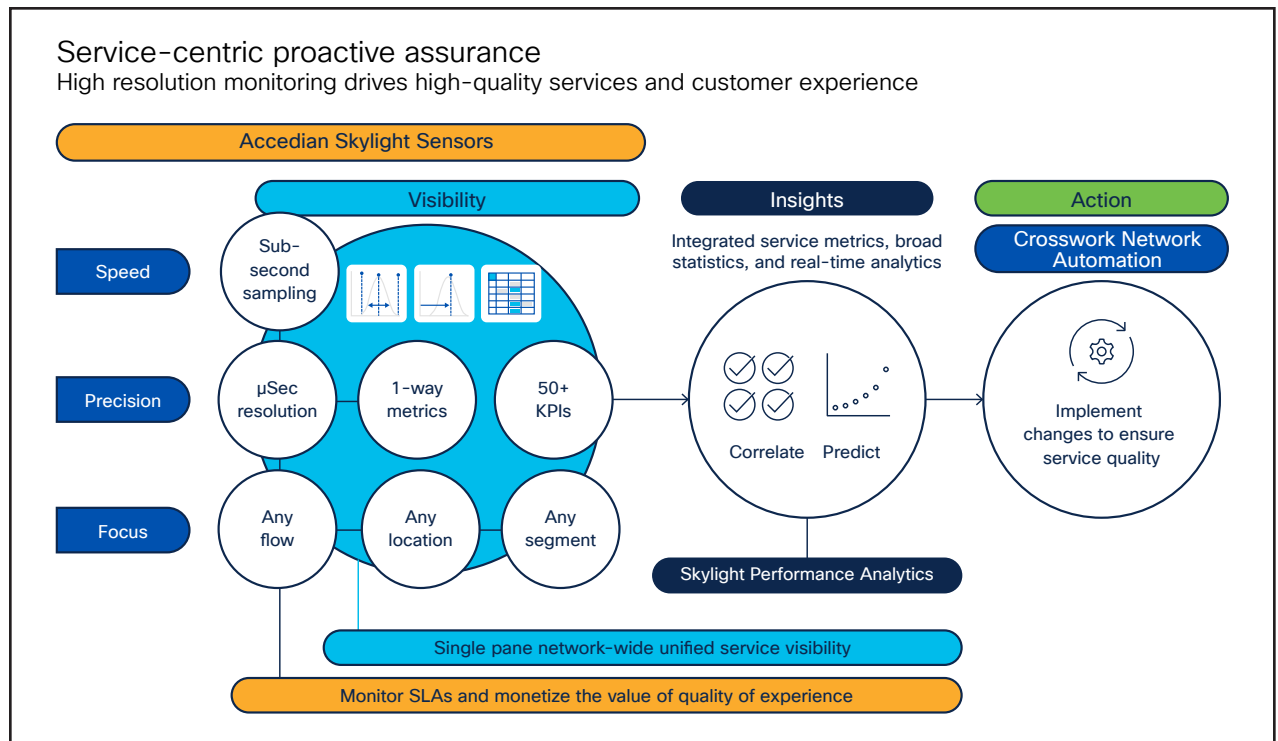 Service-centric proactive assurance
High resolution monitoring drives high-quality services and customer experience
Accedian Skylight Sensors
Visibility
Insights
Action
Speed
Sub-
second
sampling
Integrated service metrics, broad
statistics, and real-time analytics
Crosswork Network
Automation
Precision
µSec
resolution
1-way
metrics
50+
KPIs
Correlate
Predict
Implement
changes to ensure
service quality
Focus
Any
flow
Any
location
Any
segment
Skylight Performance Analytics
Single pane network-wide unified service visibility
Monitor SLAs and monetize the value of quality of experience